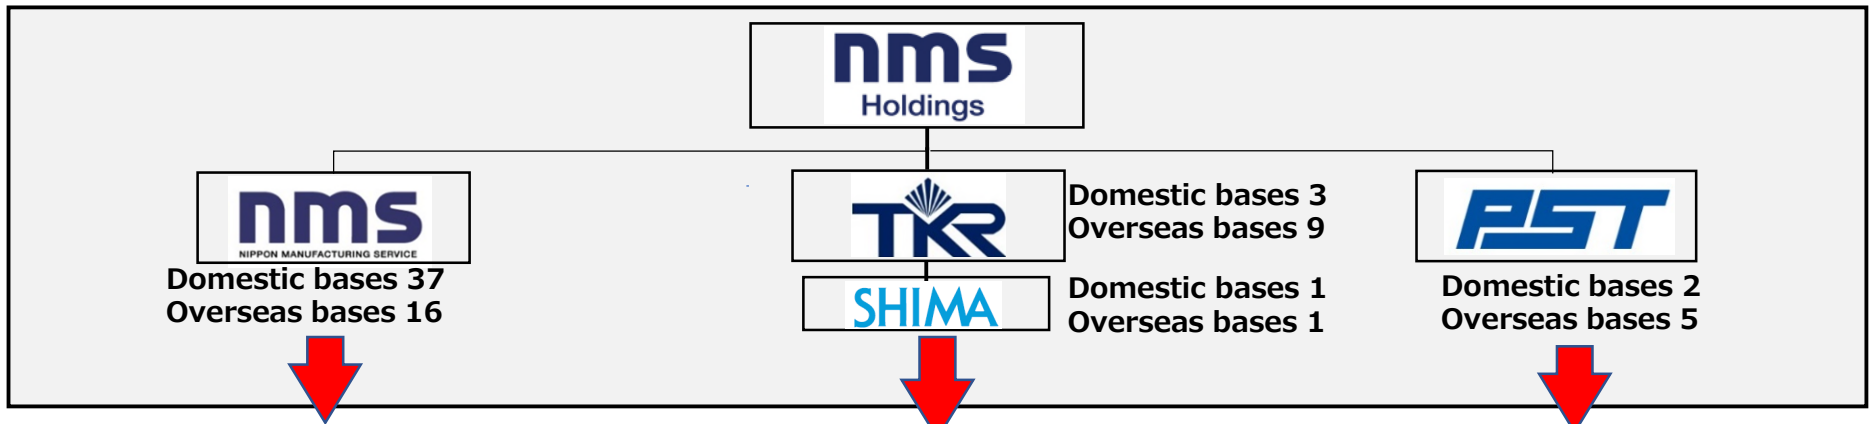 nms
Holdings
nms
NIPPON MANUFACTURING SERVICE
Domestic bases 37
Overseas bases 16
TKR
Domestic bases 3
Overseas bases 9
SHIMA
Domestic bases 1
Overseas bases 1
PST
Domestic bases 2
Overseas bases 5